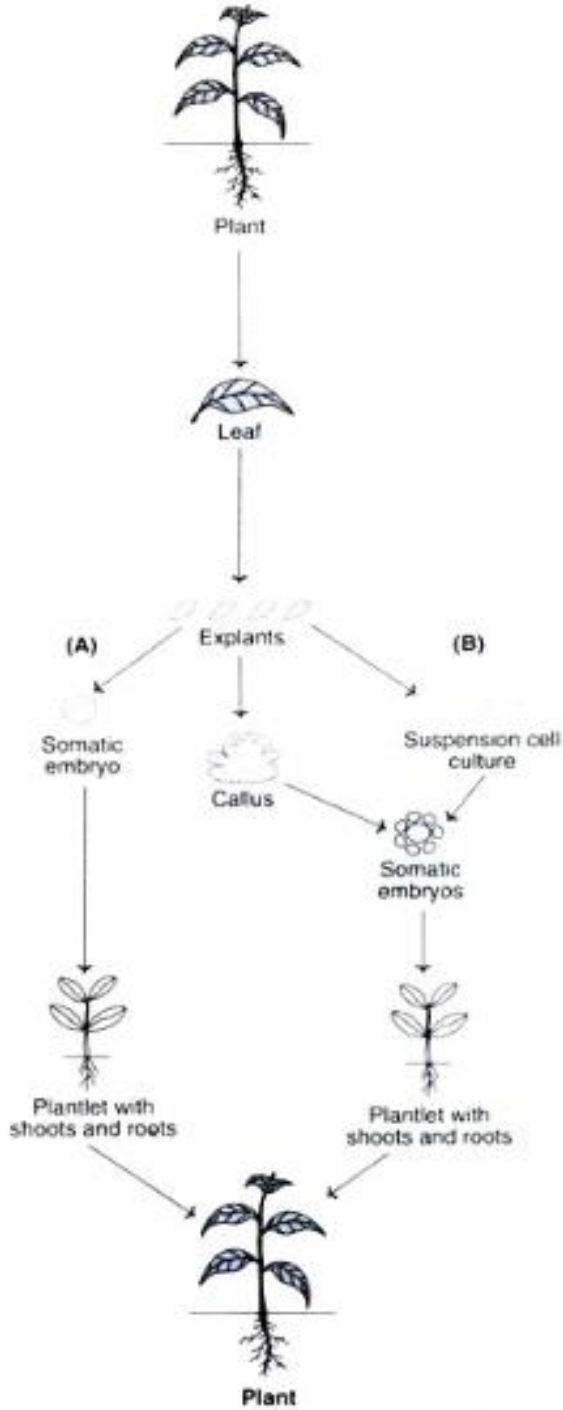 Plant
Leaf
Explants
(A)
(B)
Somatic
embryo
Callus
Suspension cell
culture
Somatic
embryos
Plantlet with
shoots and roots
Plantlet with
shoots and roots
Plant